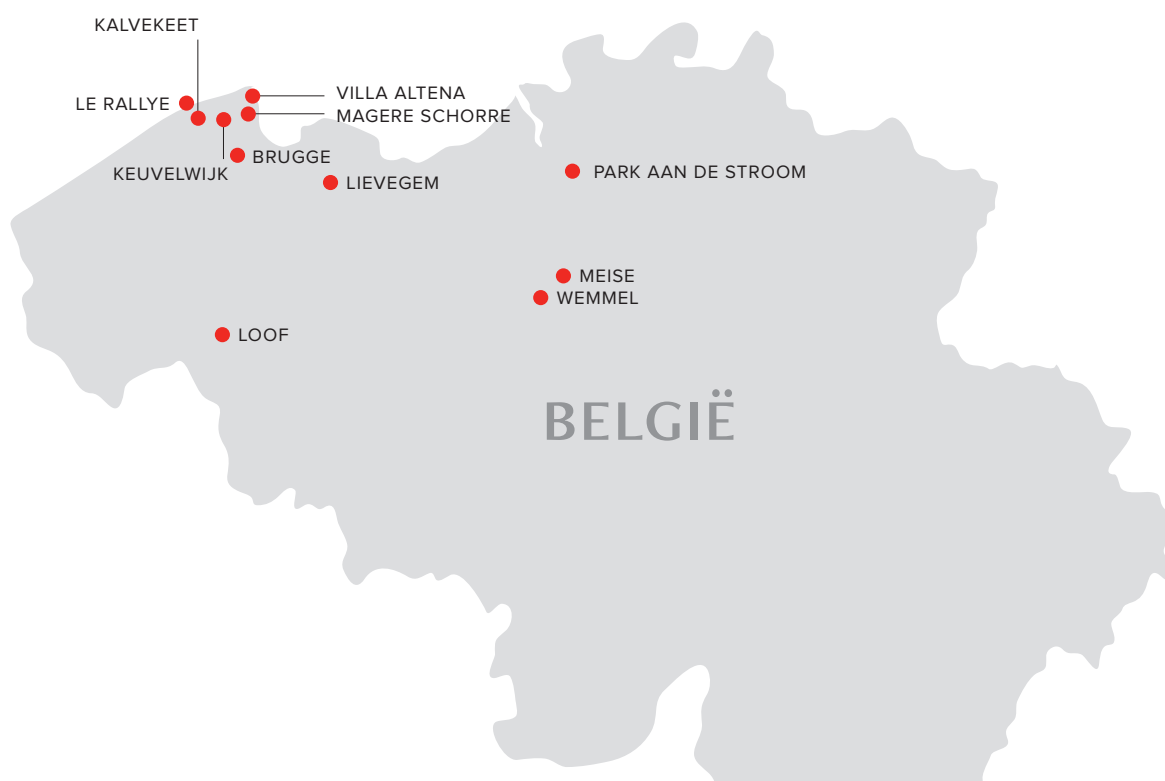 KALVEKEET
VILLA ALTENA
LE RALLYE
MAGERE SCHORRE
BRUGGE
KEUVELWIJK
PARK AAN DE STROOM
LIEVEGEM
MEISE
WEMMEL
LOOF
BELGIË